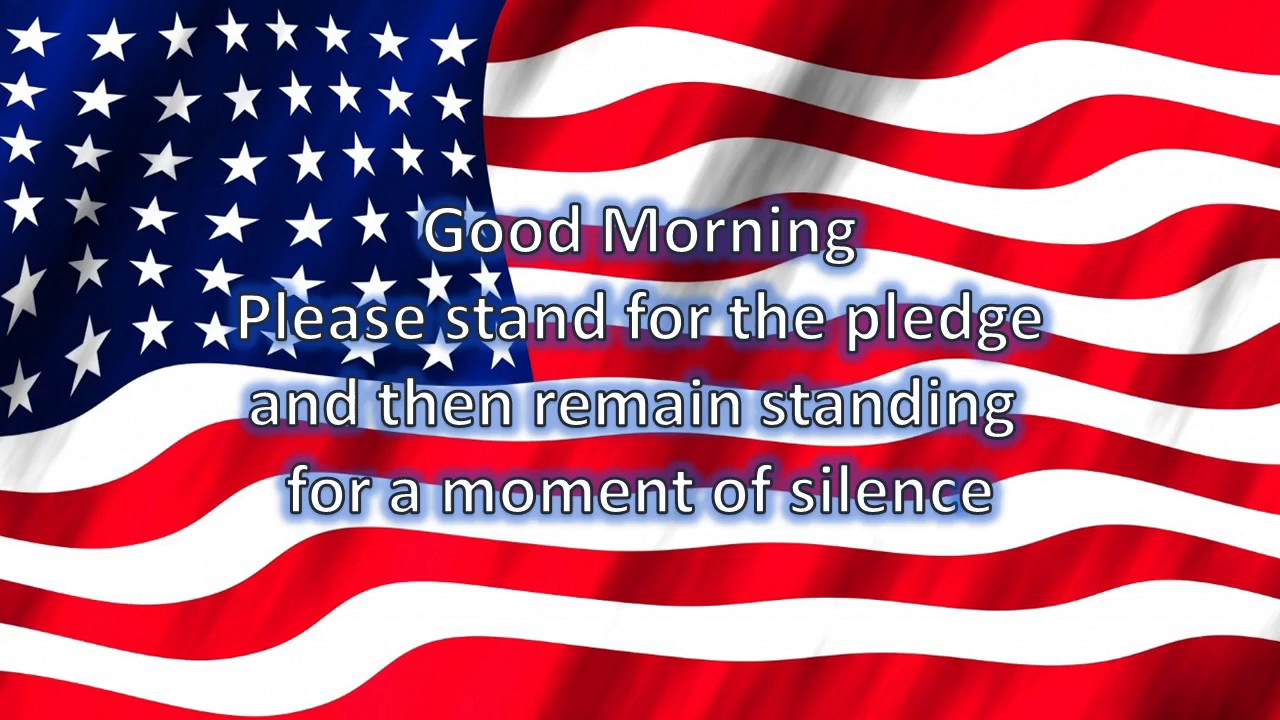 Good Morning
Please stand for the pledge
and then remain standing
for a moment of silence